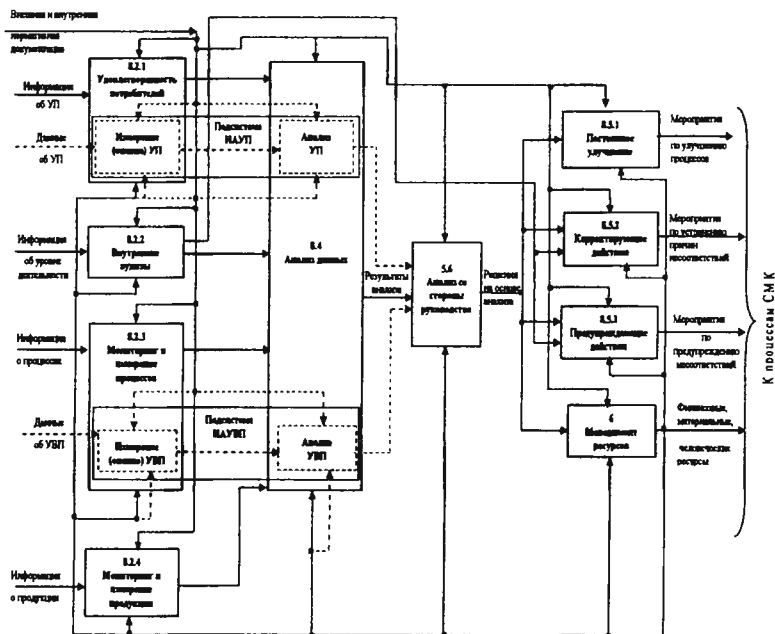 Внешняя и внутренняя
нормативная
документация
Информация
об УП
Данные
об УП
Информация
об уровне
деятельности
Информация
о процессах
Данные
об УВП
Информация
о продукции
8.2.1
Удовлетворенность
потребителей
Измерение
(оценка) УП
Подсистема
ИАУП
Анализ
УП
8.2.2
Внутренние
аудиты
8.4
Анализ данных
8.2.3
Мониторинг и
измерение
процессов
Подсистема
ИАУВП
Измерение
(оценка) УВП
Анализ
УВП
8.2.4
Мониторинг и
измерение
продукции
Результаты
анализа
5.6
Анализ со
стороны
руководства
Решения
на основе
анализа
8.5.1
Постоянное
улучшение
8.5.2
Корректирующие
действия
8.5.3
Предупреждающие
действия
6
Менеджмент
ресурсов
Мероприятия
по улучшению
процессов
Мероприятия
по устранению
причин
несоответствий
Мероприятия
по
предупреждению
несоответствий
Финансовые,
материальные,
человеческие
ресурсы
К процессам СМК